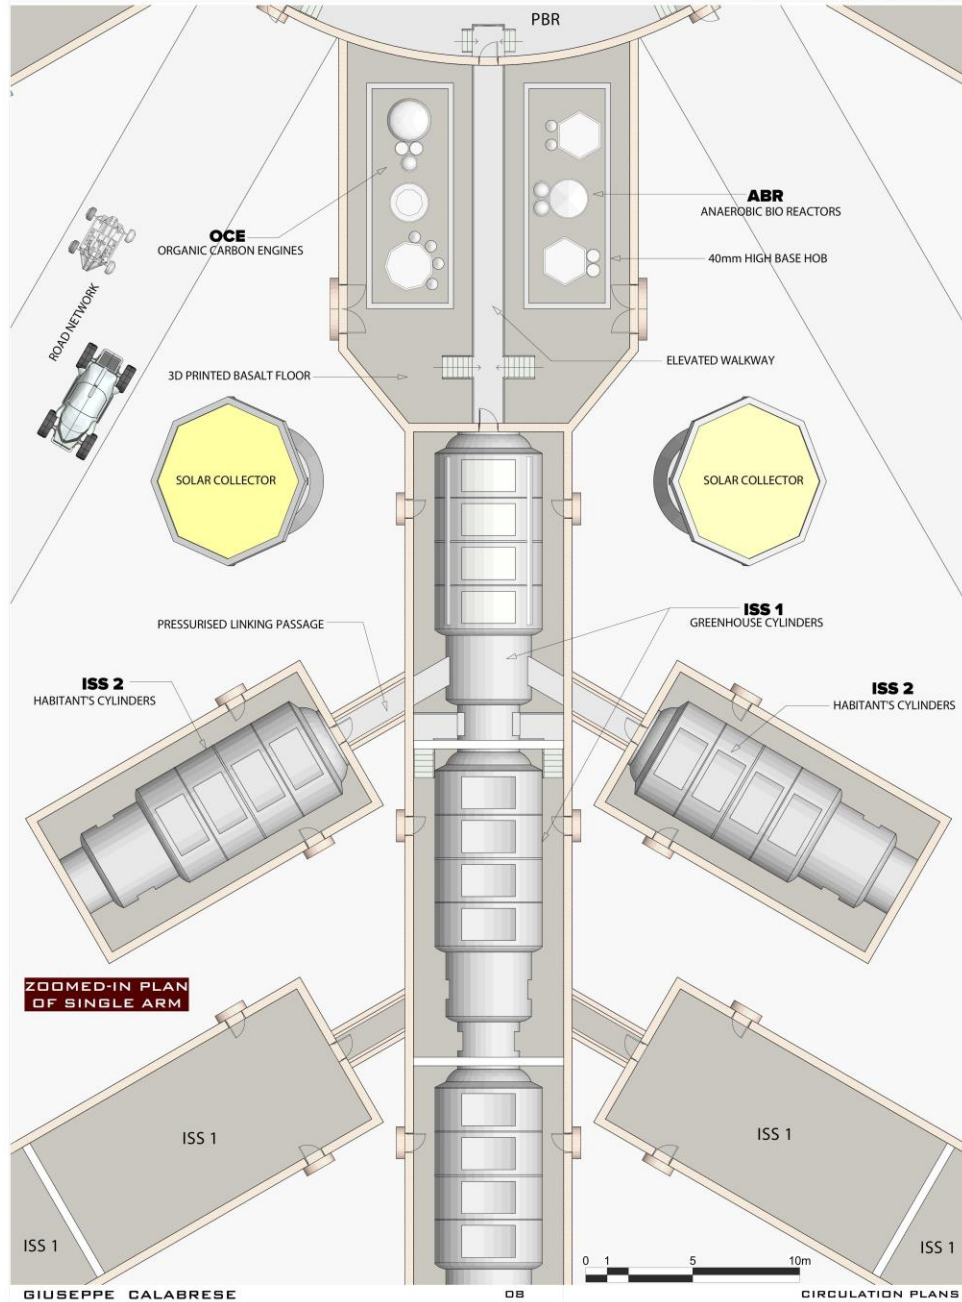 PBR
OCE
ORGANIC CARBON ENGINES
ABR
ANAEROBIC BIO REACTORS
40mm HIGH BASE HOB
ROAD NETWORK
ELEVATED WALKWAY
3D PRINTED BASALT FLOOR
SOLAR COLLECTOR
SOLAR COLLECTOR
PRESSURISED LINKING PASSAGE
ISS 1
GREENHOUSE CYLINDERS
ISS 2
HABITANT'S CYLINDERS
ISS 2
HABITANT'S CYLINDERS
ZOOMED-IN PLAN
OF SINGLE ARM
ISS 1
ISS 1
ISS 1
ISS 1
0 1 5 10m
GIUSEPPE CALABRESE
08
CIRCULATION PLANS